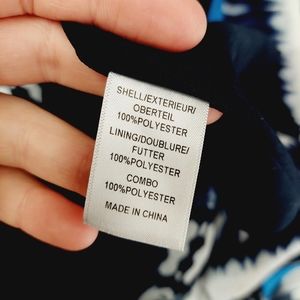 SHELL/EXTERIEUR/
OBERTEIL
100%POLYESTER
LINING/DOUBLURE/
FUTTER
100%POLYESTER
COMBO
100%POLYESTER
MADE IN CHINA